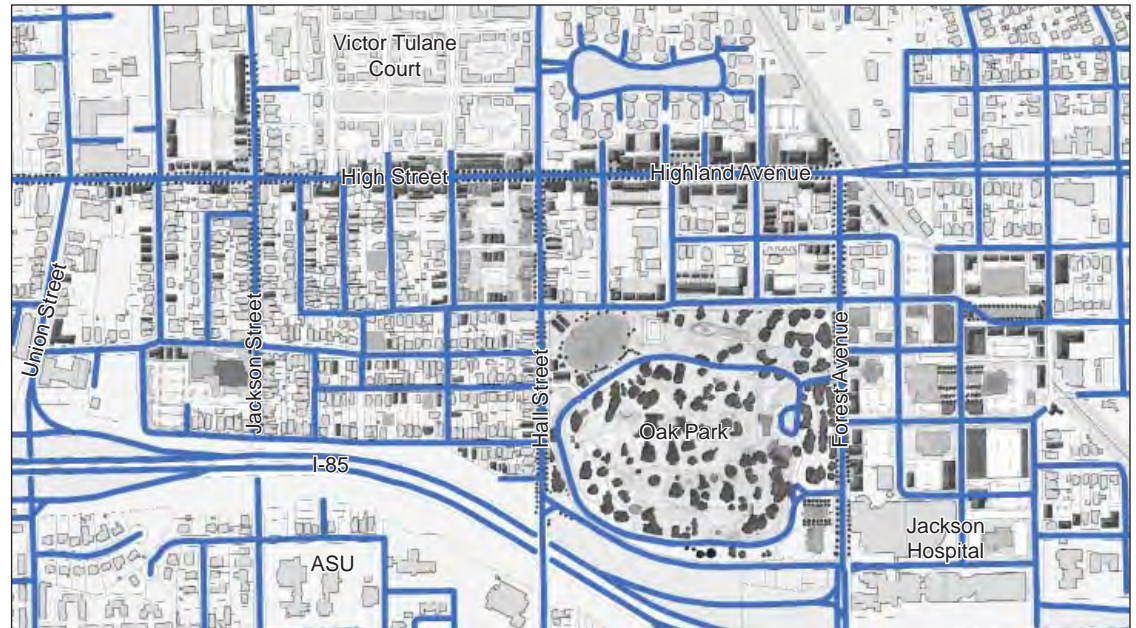 Victor Tulane
Court
High Street
Highland Avenue
Union Street
Jackson Street
Hall Street
Forest Avenue
Oak Park
I-85
ASU
Jackson
Hospital